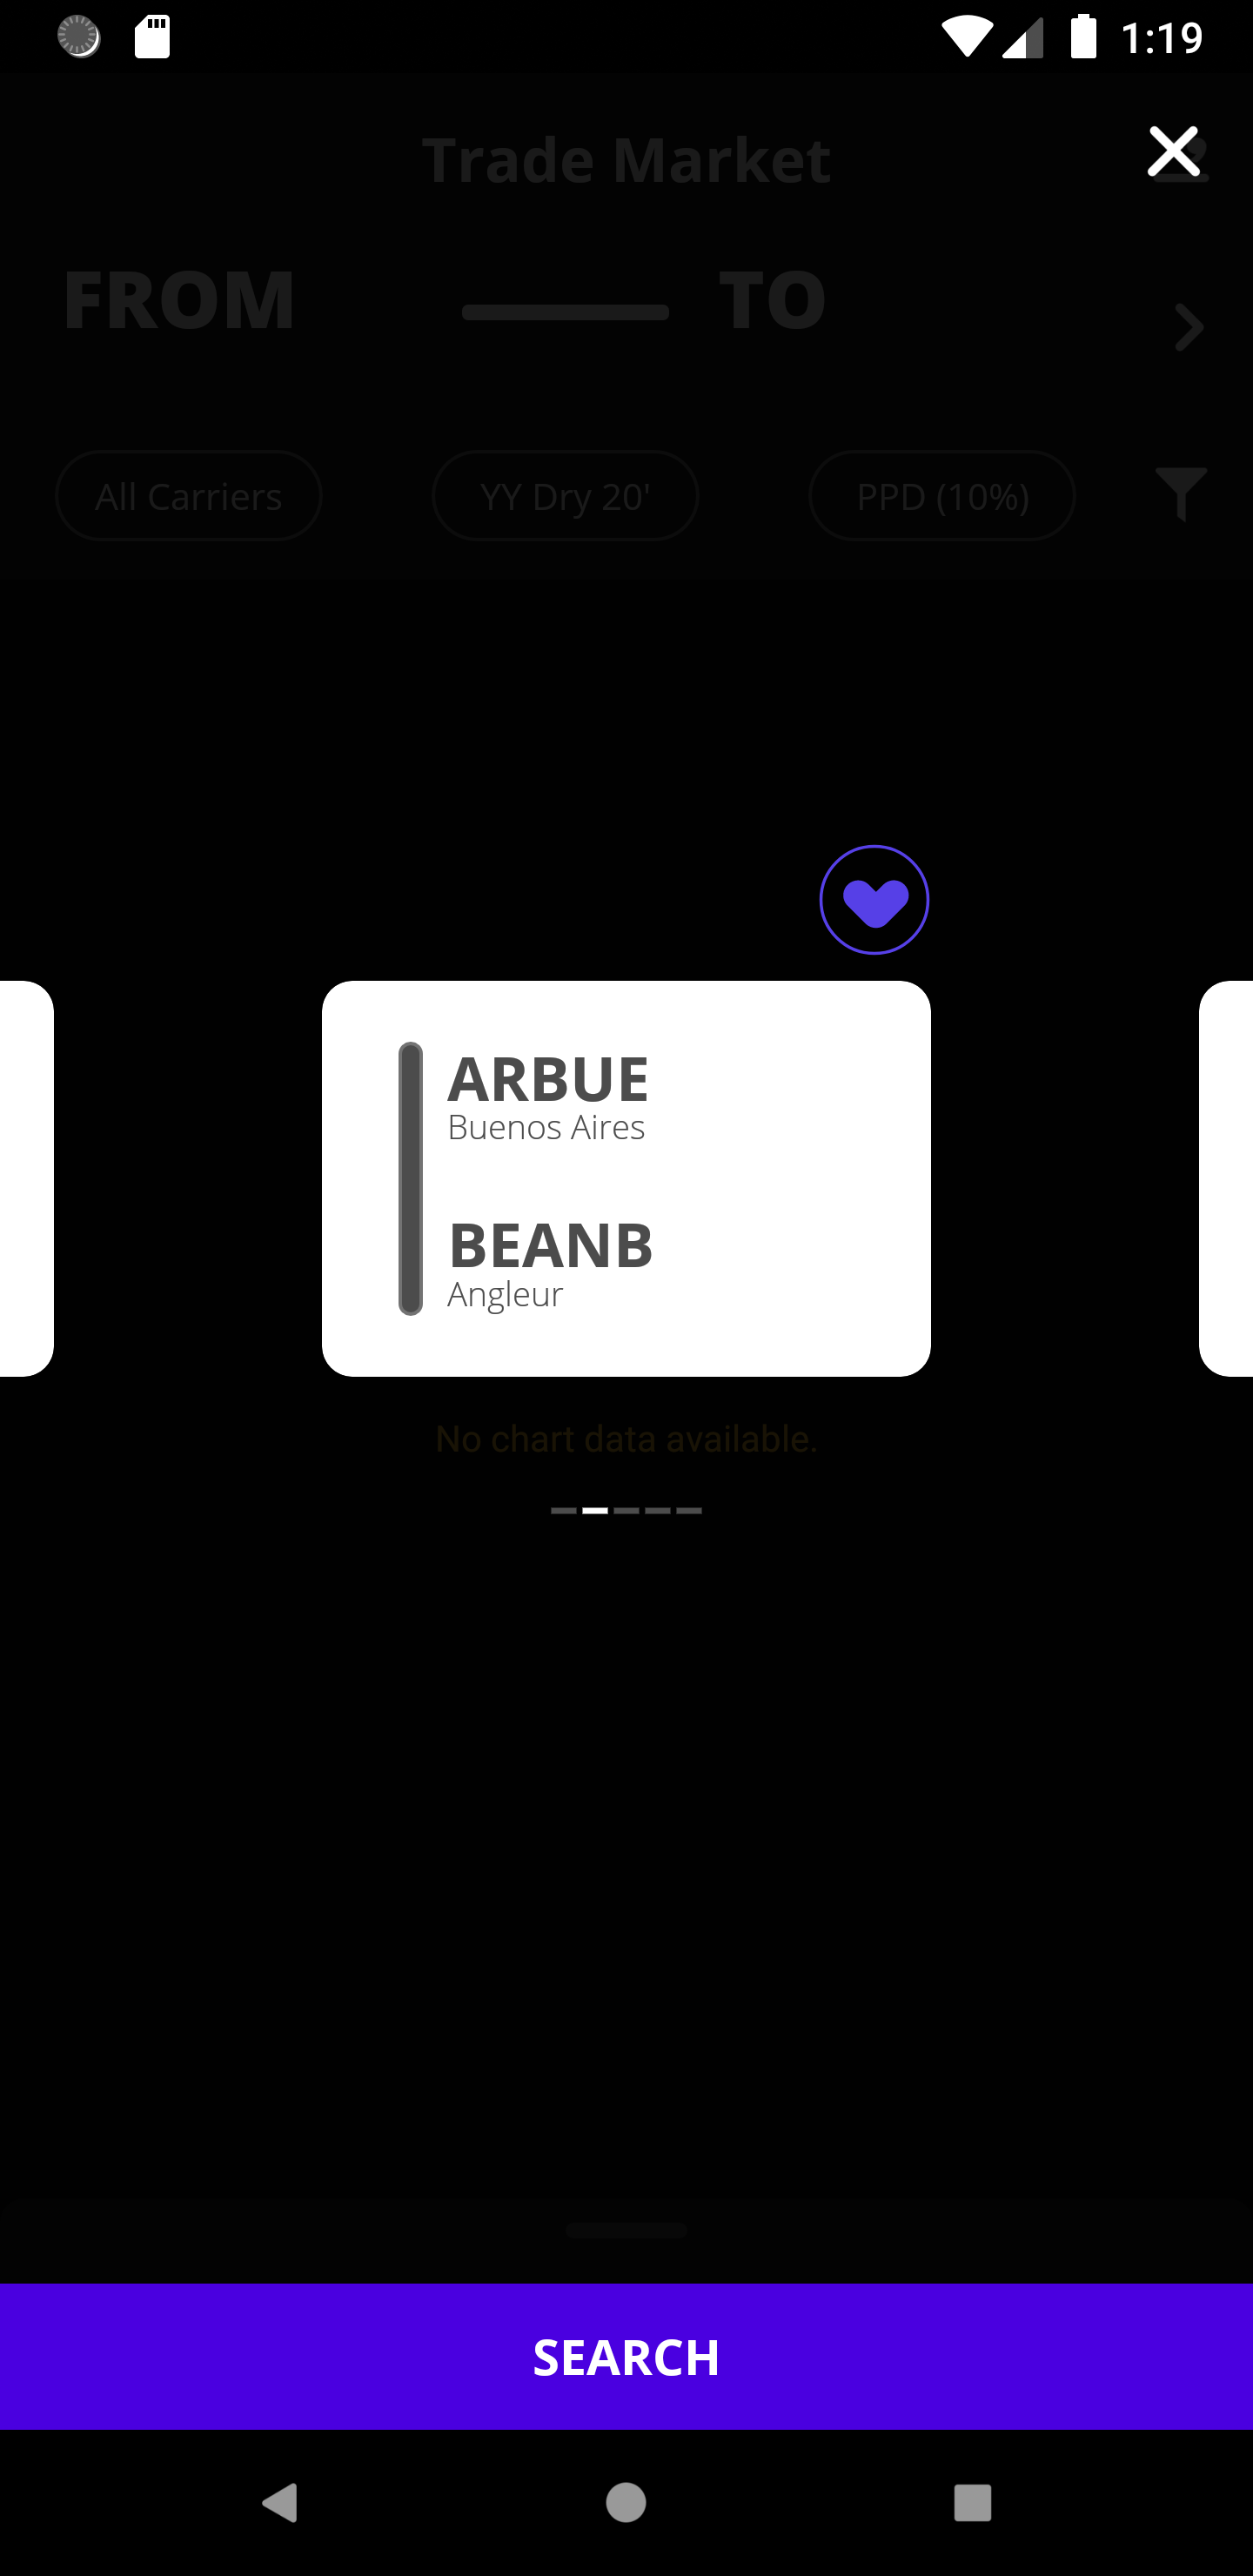 1:19
Trade Market
FROM
TO
All Carriers
YY Dry 20'
PPD (10%)
ARBUE
Buenos Aires
BEANB
Angleur
No chart data available.
SEARCH